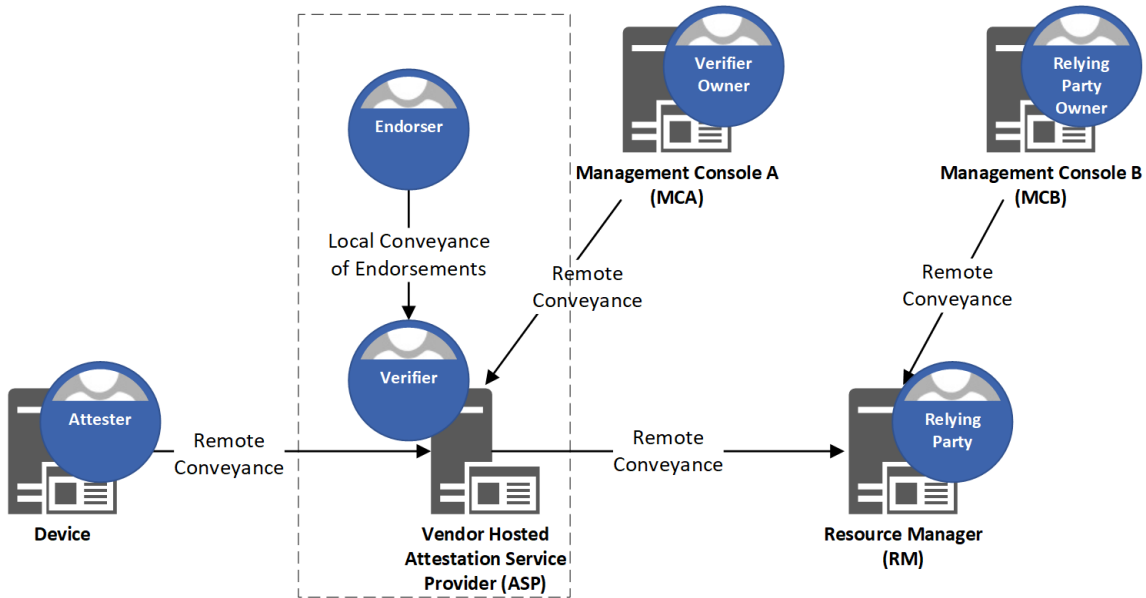 Verifier
Owner
Management Console A
(MCA)
Relying
Party
Owner
Management Console B
(MCB)
Endorser
Local Conveyance
of Endorsements
Remote
Conveyance
Remote
Conveyance
Verifier
Attester
Remote
Conveyance
Device
Vendor Hosted
Attestation Service
Provider (ASP)
Remote
Conveyance
Relying
Party
Resource Manager
(RM)